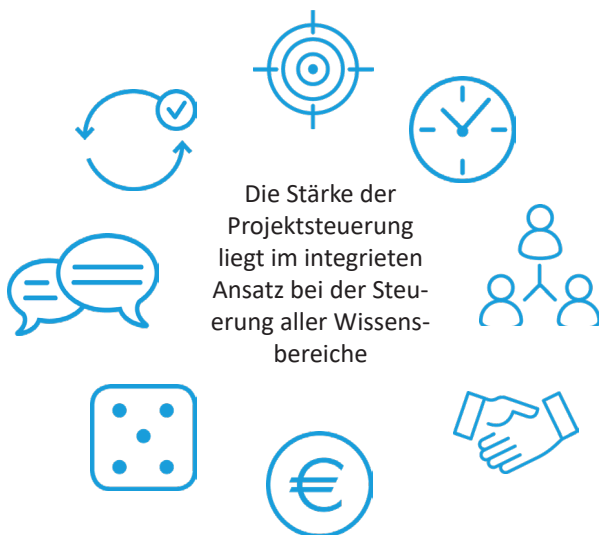 Die Stärke der
Projektsteuerung
liegt im integrieten
Ansatz bei der Steu-
erung aller Wissens-
bereiche
€